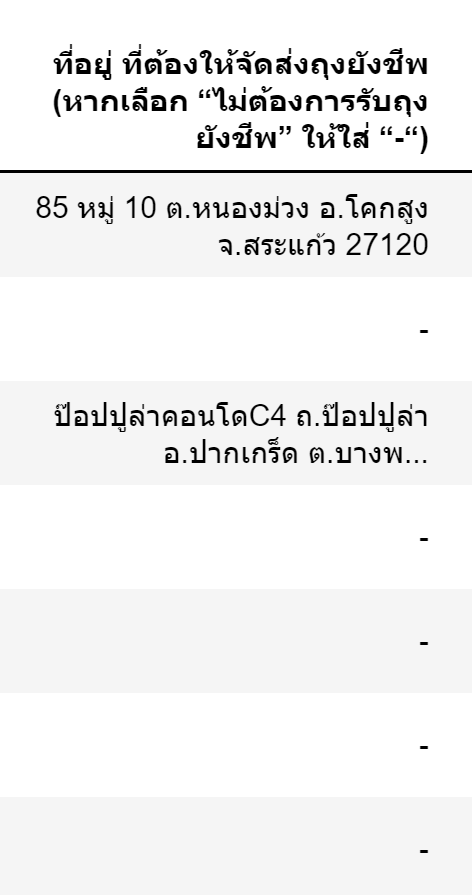 ที่อยู่ ที่ต้องให้จัดส่งถุงยังชีพ
(หากเลือก “ไม่ต้องการรับถุง
ยังชีพ” ให้ใส่ “-“)
85 หมู่ 10 ต.หนองม่วง อ.โคกสูง
จ.สระแก้ว 27120
-
ป๊อปปูล่าคอนโดC4 ถ.ป๊อปปูล่า
อ.ปากเกร็ด ต.บางพ...
-
-
-
-